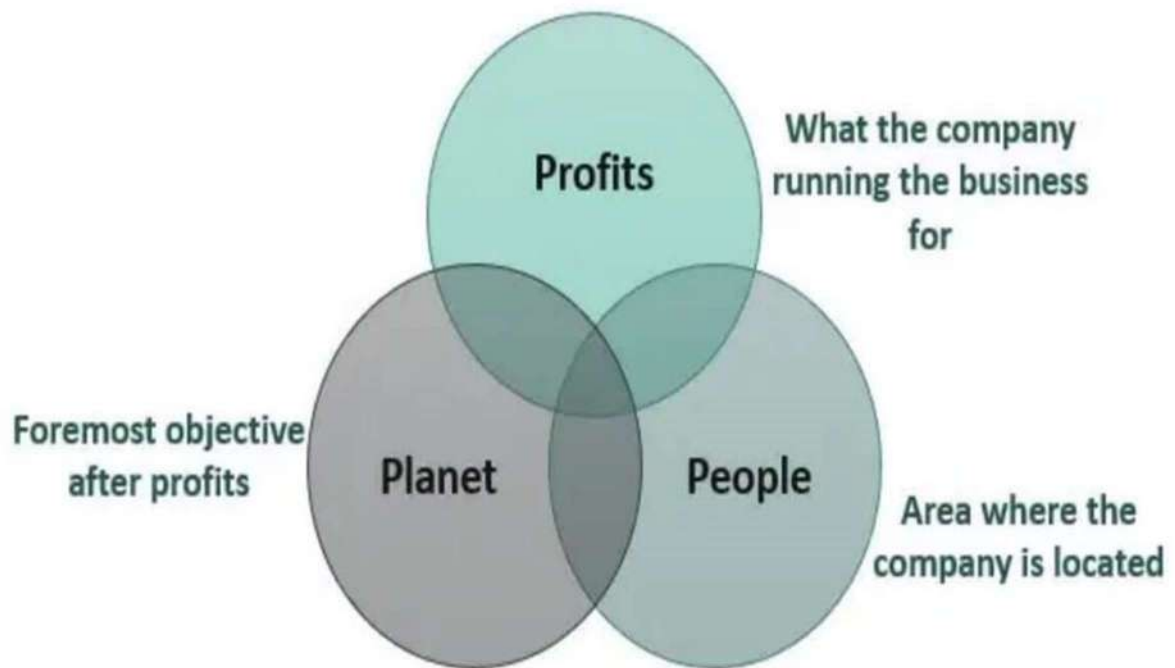 Profits
What the company
running the business
for
Foremost objective
after profits
Planet
People
Area where the
company is located